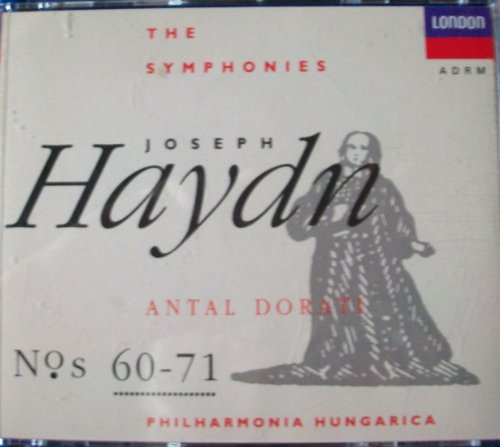 THE
SYMPHONIES
LONDON
ADRM
JOSEPH
Haydn
ANTAL DORATI
Nos 60-71
PHILHARMONIA HUNGARICA